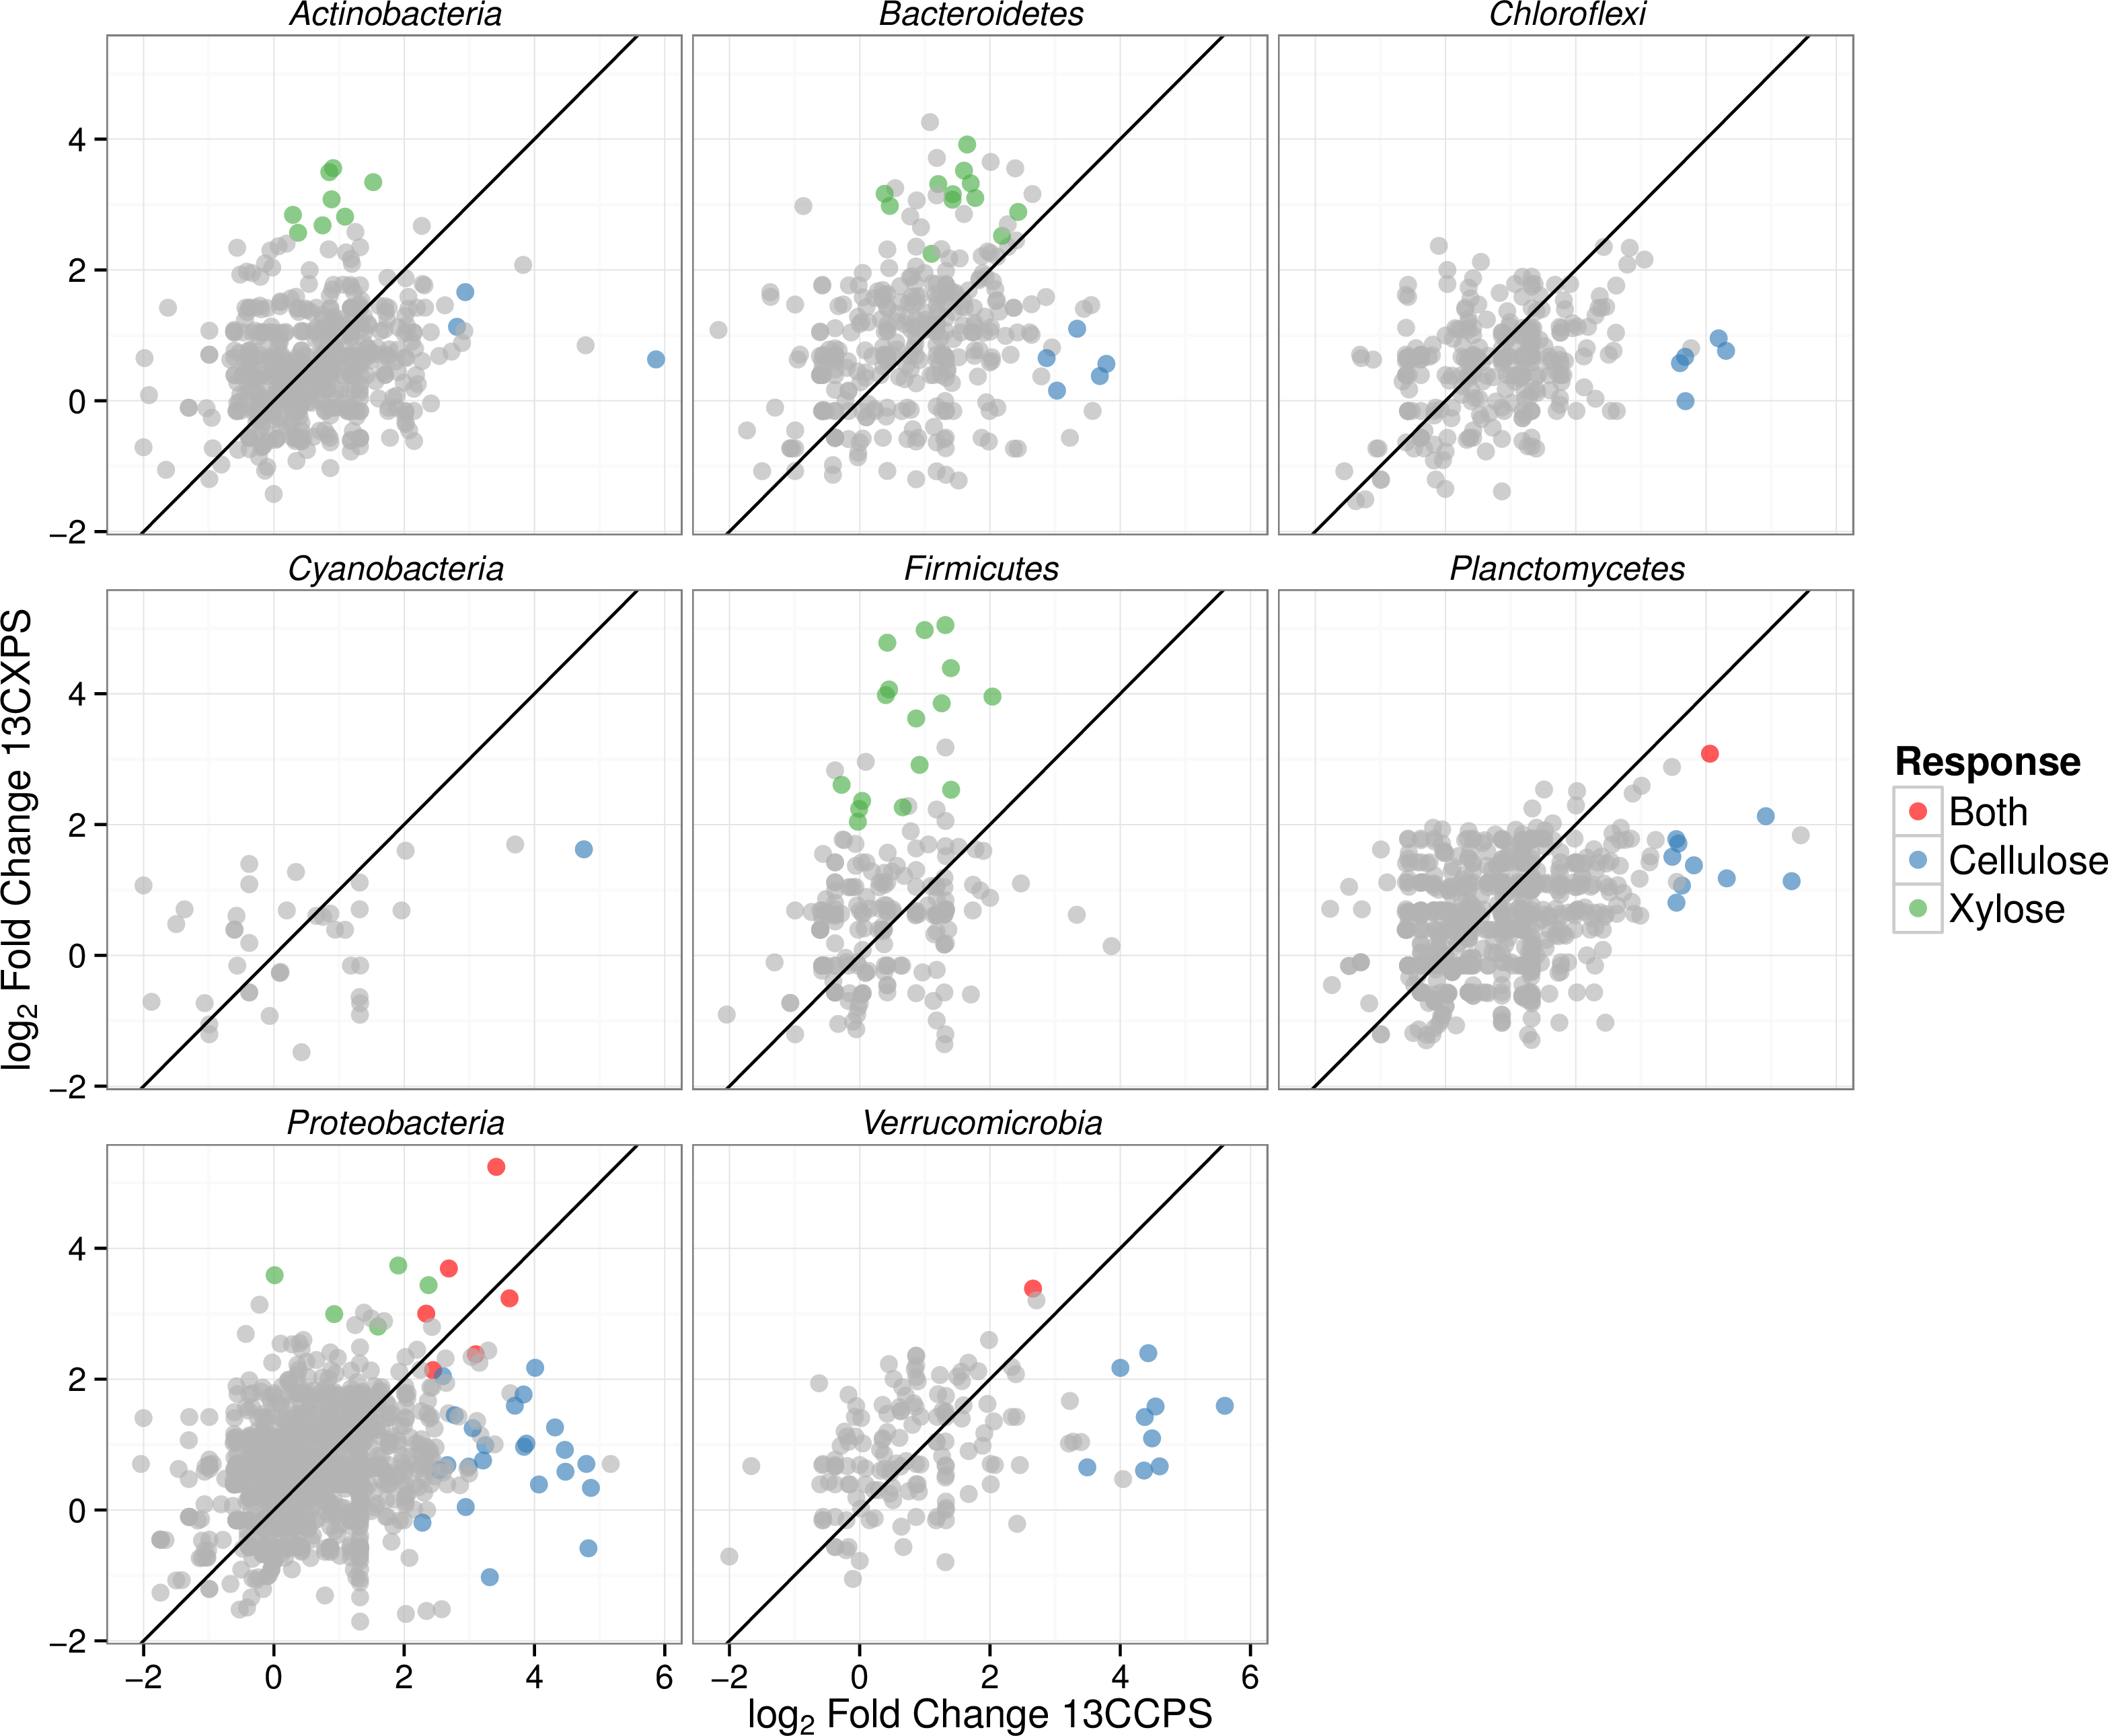 Actinobacteria
Bacteroidetes
Chloroflexi
4
2
0
−2
Cyanobacteria
Firmicutes
Planctomycetes
4
2
0
−2
log2 Fold Change 13CXPS
Response
Both
Cellulose
Xylose
Proteobacteria
Verrucomicrobia
4
2
0
−2
−2 0 2 4 6
−2 0 2 4 6
log2 Fold Change 13CCPS